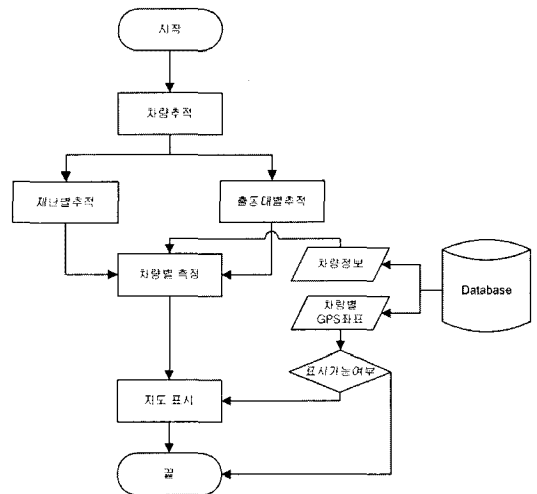 시작
차량추적
재난별추적
출동대별추적
차량별 측정
차량정보
Database
차량별
GPS좌표
표시가능여부
지도 표시
끝